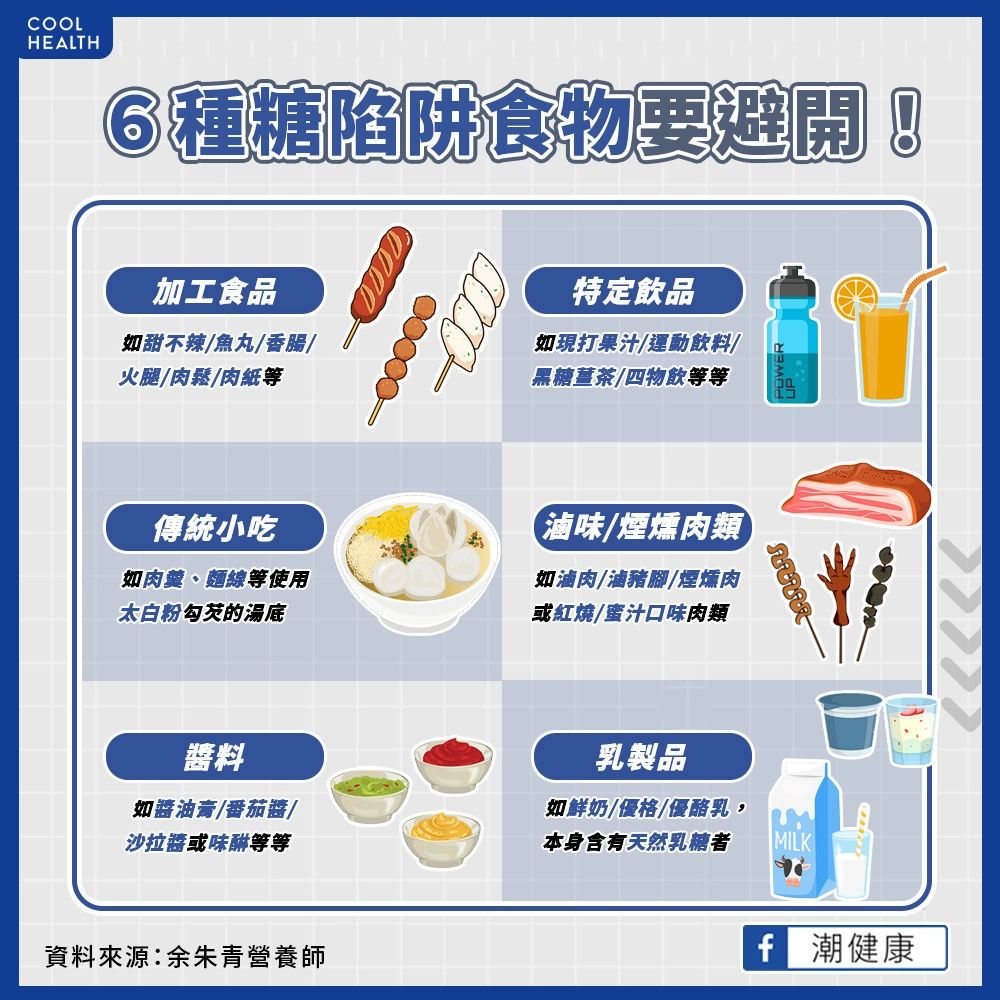 COOL
HEALTH
6種糖陷阱食物要避開！
加工食品
如甜不辣/魚丸/香腸/
火腿/肉鬆/肉紙等
特定飲品
如現打果汁/運動飲料/
黑糖薑茶/四物飲等等
POWER
UP
傳統小吃
如肉羹、麵線等使用
太白粉勾芡的湯底
滷味/煙燻肉類
如滷肉/滷豬腳/煙燻肉
或紅燒/蜜汁口味肉類
醬料
如醬油膏/番茄醬/
沙拉醬或味醂等等
乳製品
如鮮奶/優格/優酪乳，
本身含有天然乳糖者
MILK
資料來源：余朱青營養師
f 潮健康